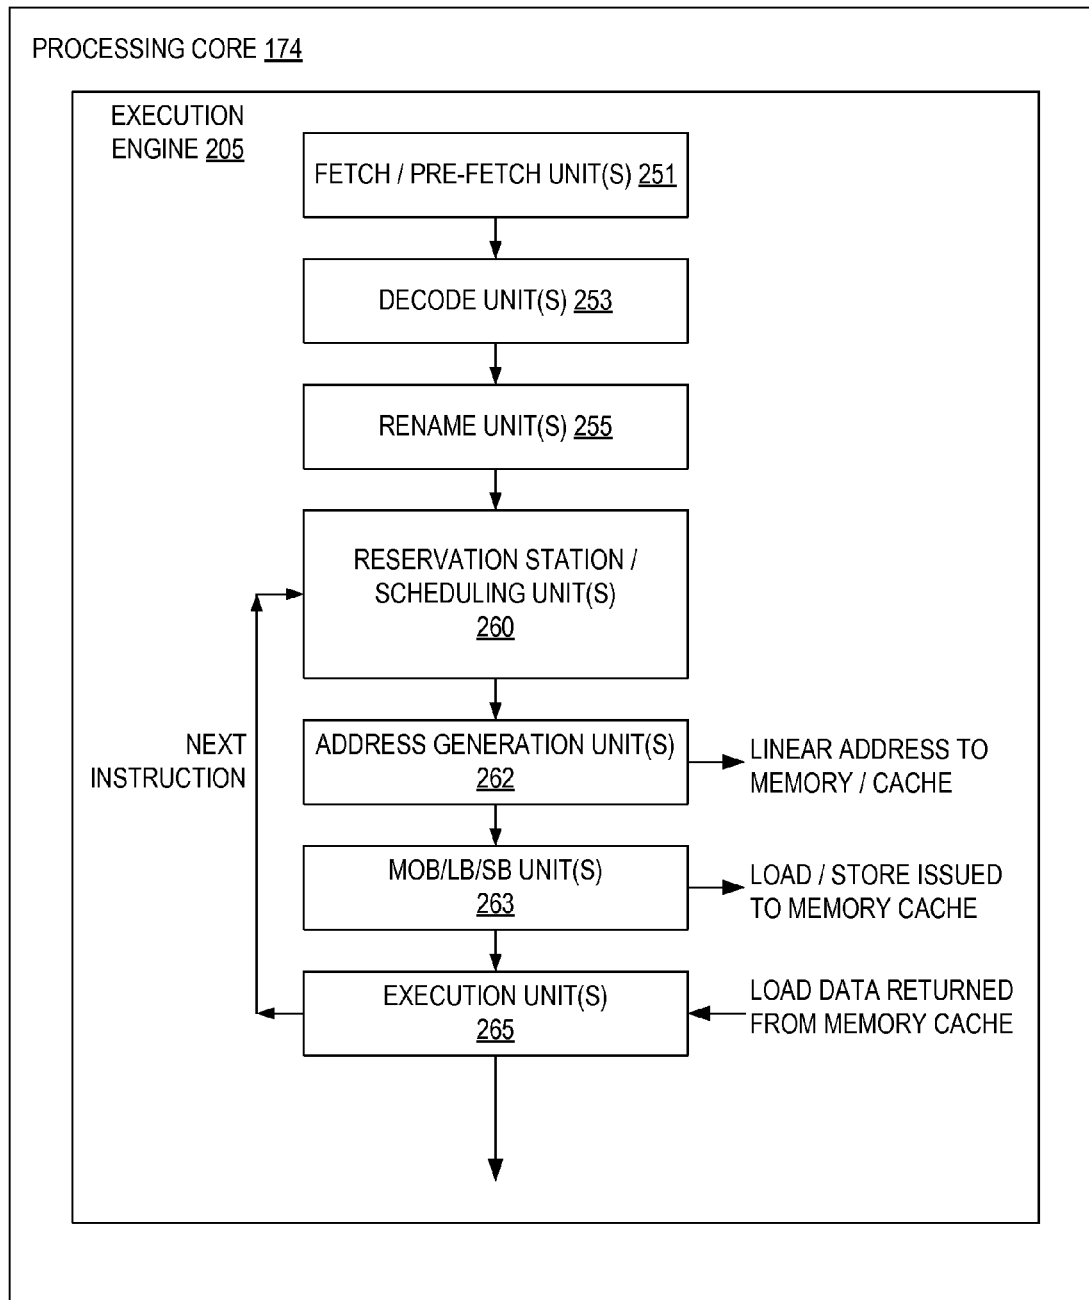 PROCESSING CORE 174
EXECUTION
ENGINE 205
FETCH / PRE-FETCH UNIT(S) 251
DECODE UNIT(S) 253
RENAME UNIT(S) 255
RESERVATION STATION /
SCHEDULING UNIT(S)
260
NEXT
INSTRUCTION
ADDRESS GENERATION UNIT(S)
262
LINEAR ADDRESS TO
MEMORY / CACHE
MOB/LB/SB UNIT(S)
263
LOAD / STORE ISSUED
TO MEMORY CACHE
EXECUTION UNIT(S)
265
LOAD DATA RETURNED
FROM MEMORY CACHE